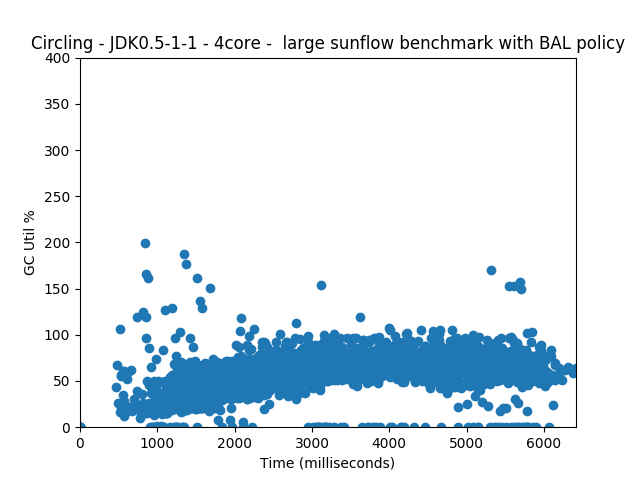 Circling - JDK0.5-1-1 - 4core -  large sunflow benchmark with BAL policy
400
350
300
250
200
150
100
50
0
GC Util %
0 1000 2000 3000 4000 5000 6000
Time (milliseconds)